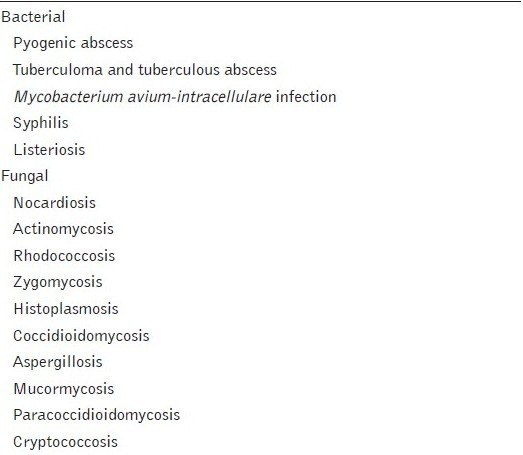 Bacterial
Pyogenic abscess
Tuberculoma and tuberculous abscess
Mycobacterium avium-intracellulare infection
Syphilis
Listeriosis
Fungal
Nocardiosis
Actinomycosis
Rhodococcosis
Zygomycosis
Histoplasmosis
Coccidioidomycosis
Aspergillosis
Mucormycosis
Paracoccidioidomycosis
Cryptococcosis